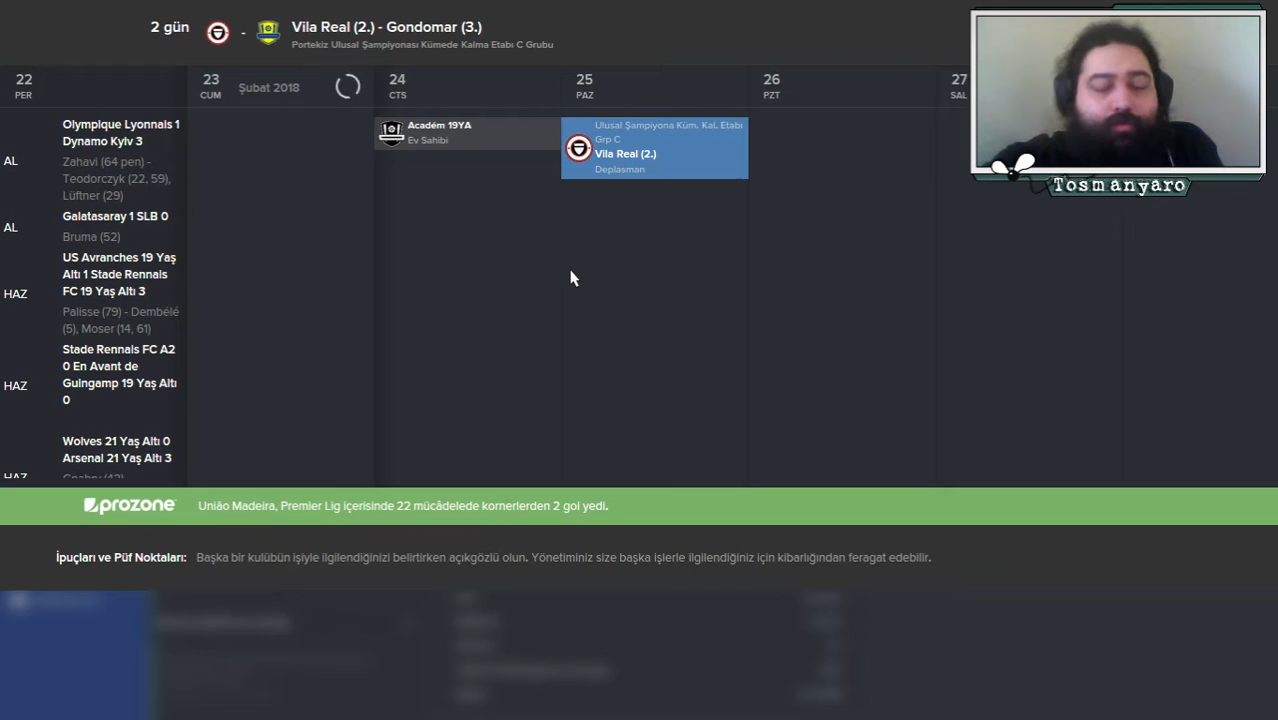 2 gün
-
Vila Real (2.) - Gondomar (3.)
Portekiz Ulusal Şampiyonası Kümede Kalma Etabı C Grubu
22
PER
23
CUM
Şubat 2018
24
CTS
25
PAZ
26
PZT
27
SAL
AL
Olympique Lyonnais 1
Dynamo Kyiv 3
Zahavi (64 pen) -
Teodorczyk (22, 59),
Lüftner (29)
AL
Galatasaray 1 SLB 0
Bruma (52)
HAZ
US Avranches 19 Yaş
Altı 1 Stade Rennais
FC 19 Yaş Altı 3
Palisse (79) - Dembélé
(5), Moser (14, 61)
HAZ
Stade Rennais FC A2
0 En Avant de
Guingamp 19 Yaş Altı
0
HAZ
Wolves 21 Yaş Altı 0
Arsenal 21 Yaş Altı 3
Académ 19YA
Ev Sahibi
Ulusal Şampiyona Küm. Kal. Etabı
Grp C
Vila Real (2.)
Deplasman
Tosmanyaro
prozone
União Madeira, Premier Lig içerisinde 22 mücâdelede kornerlerden 2 gol yedi.
İpuçları ve Püf Noktaları: Başka bir kulübün işiyle ilgilendiğinizi belirtirken açıkgözlü olun. Yönetiminiz size başka işlerle ilgilendiğiniz için kibarlığından feragat edebilir.